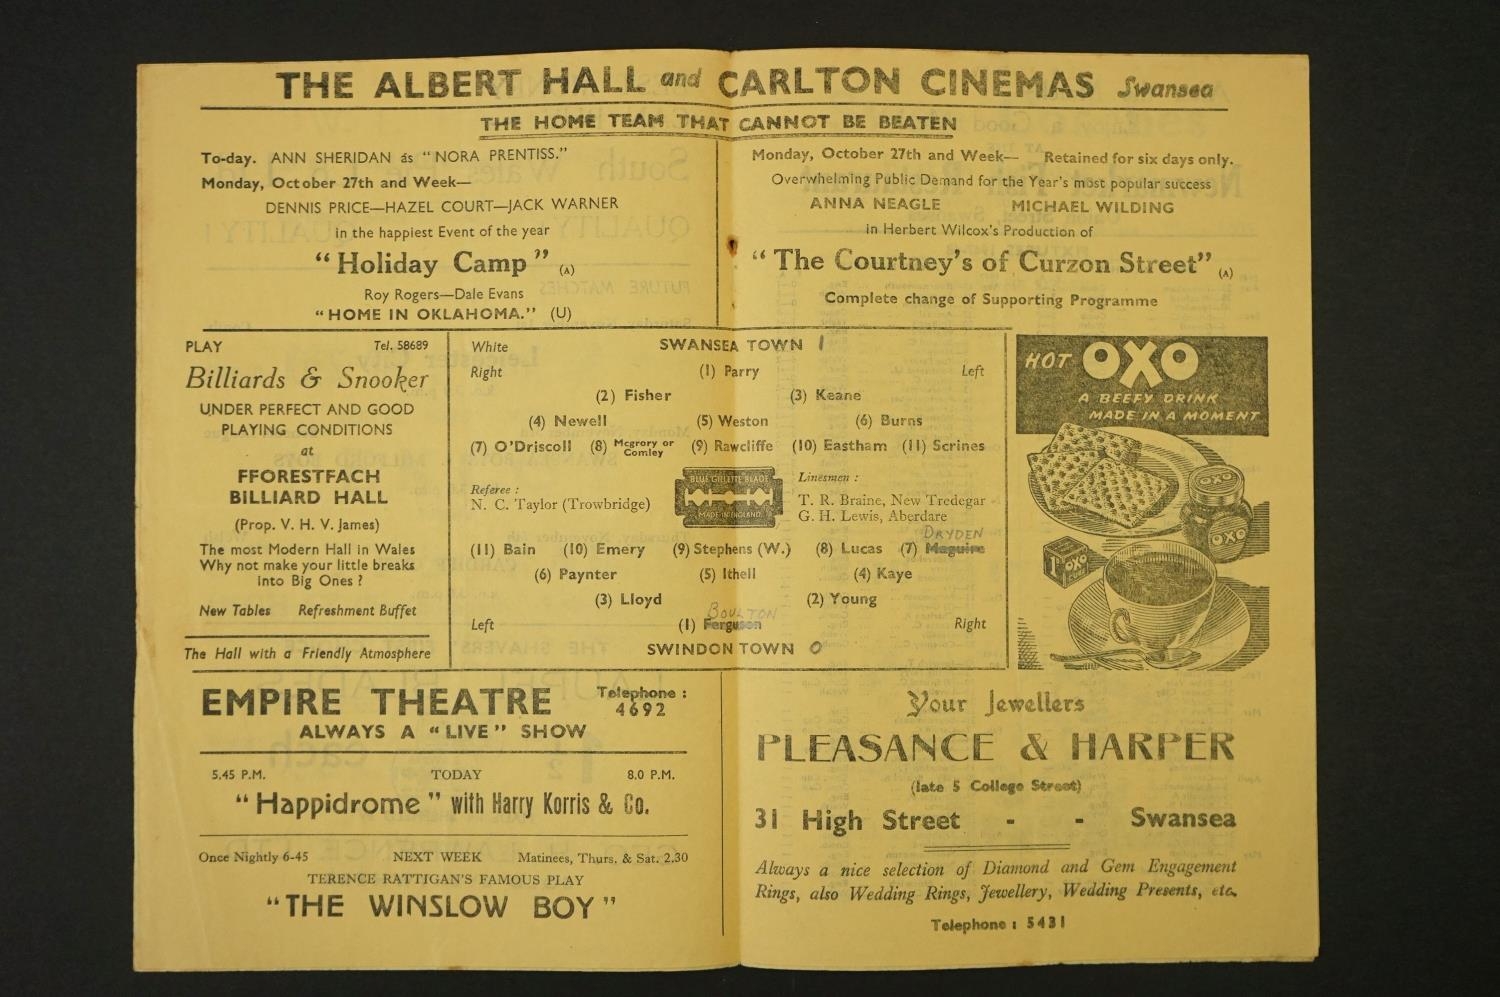 THE ALBERT HALL and CARLTON CINEMAS Swansea
THE HOME TEAM THAT CANNOT BE BEATEN
To-day. ANN SHERIDAN as "NORA PRENTISS."
Monday, October 27th and Week—
DENNIS PRICE—HAZEL COURT—JACK WARNER
in the happiest Event of the year
"Holiday Camp" (A)
Roy Rogers—Dale Evans
"HOME IN OKLAHOMA." (U)
Monday, October 27th and Week— Retained for six days only.
Overwhelming Public Demand for the Year's most popular success
ANNA NEAGLE MICHAEL WILDING
in Herbert Wilcox's Production of
"The Courtney's of Curzon Street" (A)
Complete change of Supporting Programme
PLAY Tel. 58689
Billiards & Snooker
UNDER PERFECT AND GOOD
PLAYING CONDITIONS
at
FFORESTFACH
BILLIARD HALL
(Prop. V. H. V. James)
The most Modern Hall in Wales
Why not make your little breaks
into Big Ones ?
New Tables Refreshment Buffet
The Hall with a Friendly Atmosphere
White SWANSEA TOWN 1
Right (1) Parry Left
(2) Fisher (3) Keane
(4) Newell (5) Weston (6) Burns
(7) O'Driscoll (8) Mcgrory or Comley (9) Rawcliffe (10) Eastham (11) Scrines
Referee :
N. C. Taylor (Trowbridge)
BLUE GILLETTE BLADE
MADE IN ENGLAND
Linesmen :
T. R. Braine, New Tredegar
G. H. Lewis, Aberdare
DRYDEN
(11) Bain (10) Emery (9) Stephens (W.) (8) Lucas (7) Maguire
(6) Paynter (5) Ithell (4) Kaye
(3) Lloyd (2) Young
BOULTON
Left (1) Ferguson Right
SWINDON TOWN 0
HOT OXO
A BEEFY DRINK
MADE IN A MOMENT
OXO
OXO
1D OXO
EMPIRE THEATRE Telephone :
4692
ALWAYS A "LIVE" SHOW
5.45 P.M. TODAY 8.0 P.M.
"Happidrome" with Harry Korris & Co.
Once Nightly 6-45 NEXT WEEK Matinees, Thurs, & Sat. 2.30
TERENCE RATTIGAN'S FAMOUS PLAY
"THE WINSLOW BOY"
Your Jewellers
PLEASANCE & HARPER
(late 5 College Street)
31 High Street - - Swansea
Always a nice selection of Diamond and Gem Engagement
Rings, also Wedding Rings, Jewellery, Wedding Presents, etc.
Telephone : 5431